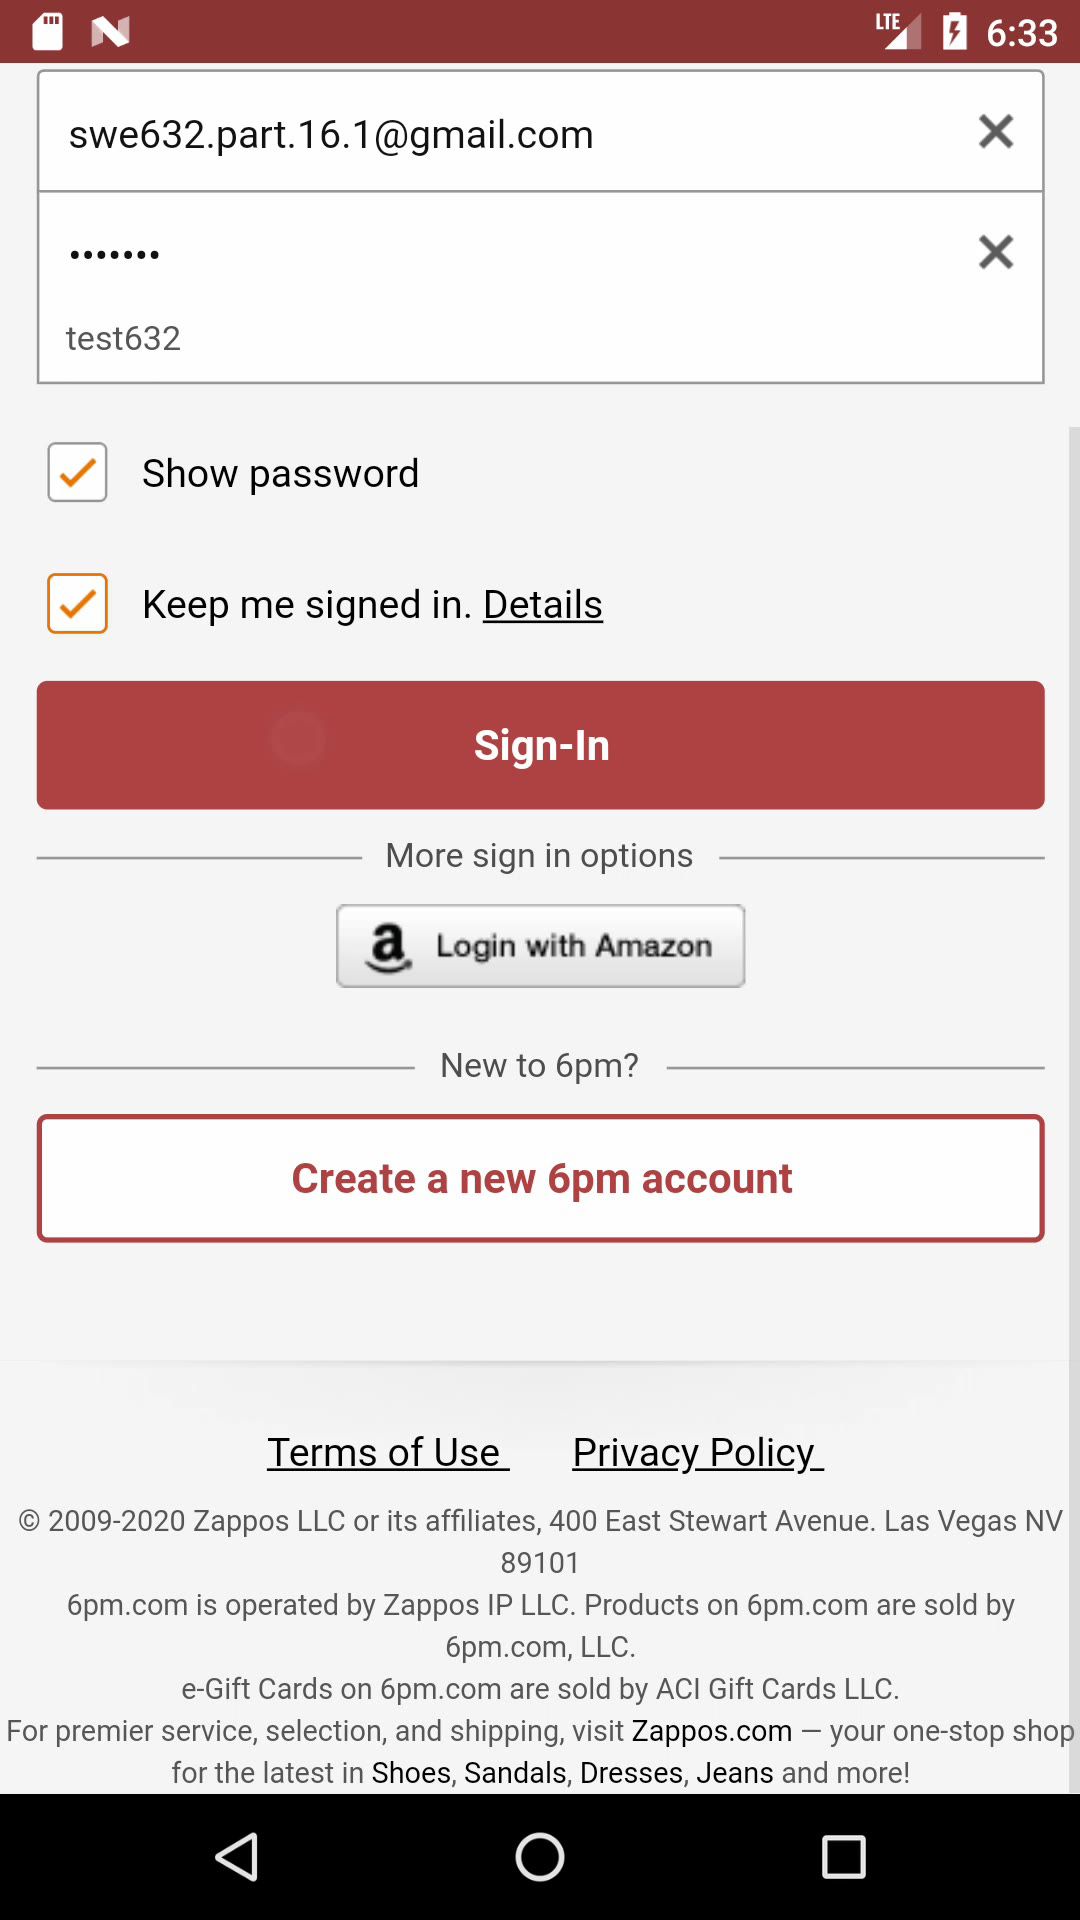 LTE 6:33
swe632.part.16.1@gmail.com
•••••••
test632
Show password
Keep me signed in. Details
Sign-In
More sign in options
a Login with Amazon
New to 6pm?
Create a new 6pm account
Terms of Use Privacy Policy
© 2009-2020 Zappos LLC or its affiliates, 400 East Stewart Avenue. Las Vegas NV
89101
6pm.com is operated by Zappos IP LLC. Products on 6pm.com are sold by
6pm.com, LLC.
e-Gift Cards on 6pm.com are sold by ACI Gift Cards LLC.
For premier service, selection, and shipping, visit Zappos.com — your one-stop shop
for the latest in Shoes, Sandals, Dresses, Jeans and more!